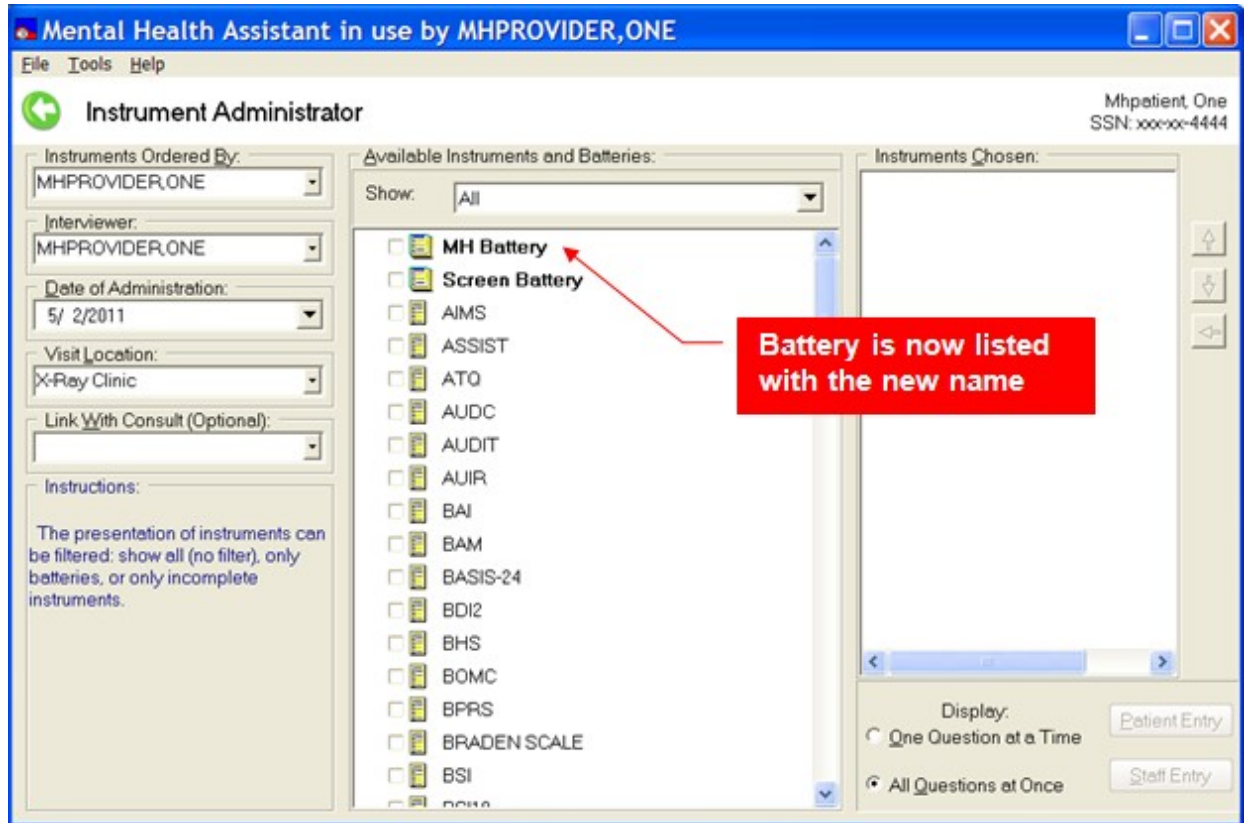 Mental Health Assistant in use by MHPROVIDER,ONE
File Tools Help
Instrument Administrator
Mhpatient, One
SSN: xxx-xx-4444
Instruments Ordered By:
MHPROVIDER,ONE
Interviewer:
MHPROVIDER,ONE
Date of Administration:
5/ 2/2011
Visit Location:
X-Ray Clinic
Link With Consult (Optional):
Instructions:
The presentation of instruments can
be filtered: show all (no filter), only
batteries, or only incomplete
instruments.
Available Instruments and Batteries:
Show: All
MH Battery
Screen Battery
AIMS
ASSIST
ATQ
AUDC
AUDIT
AUIR
BAI
BAM
BASIS-24
BDI2
BHS
BOMC
BPRS
BRADEN SCALE
BSI
Battery is now listed
with the new name
Instruments Chosen:
Display:
One Question at a Time
All Questions at Once
Patient Entry
Staff Entry